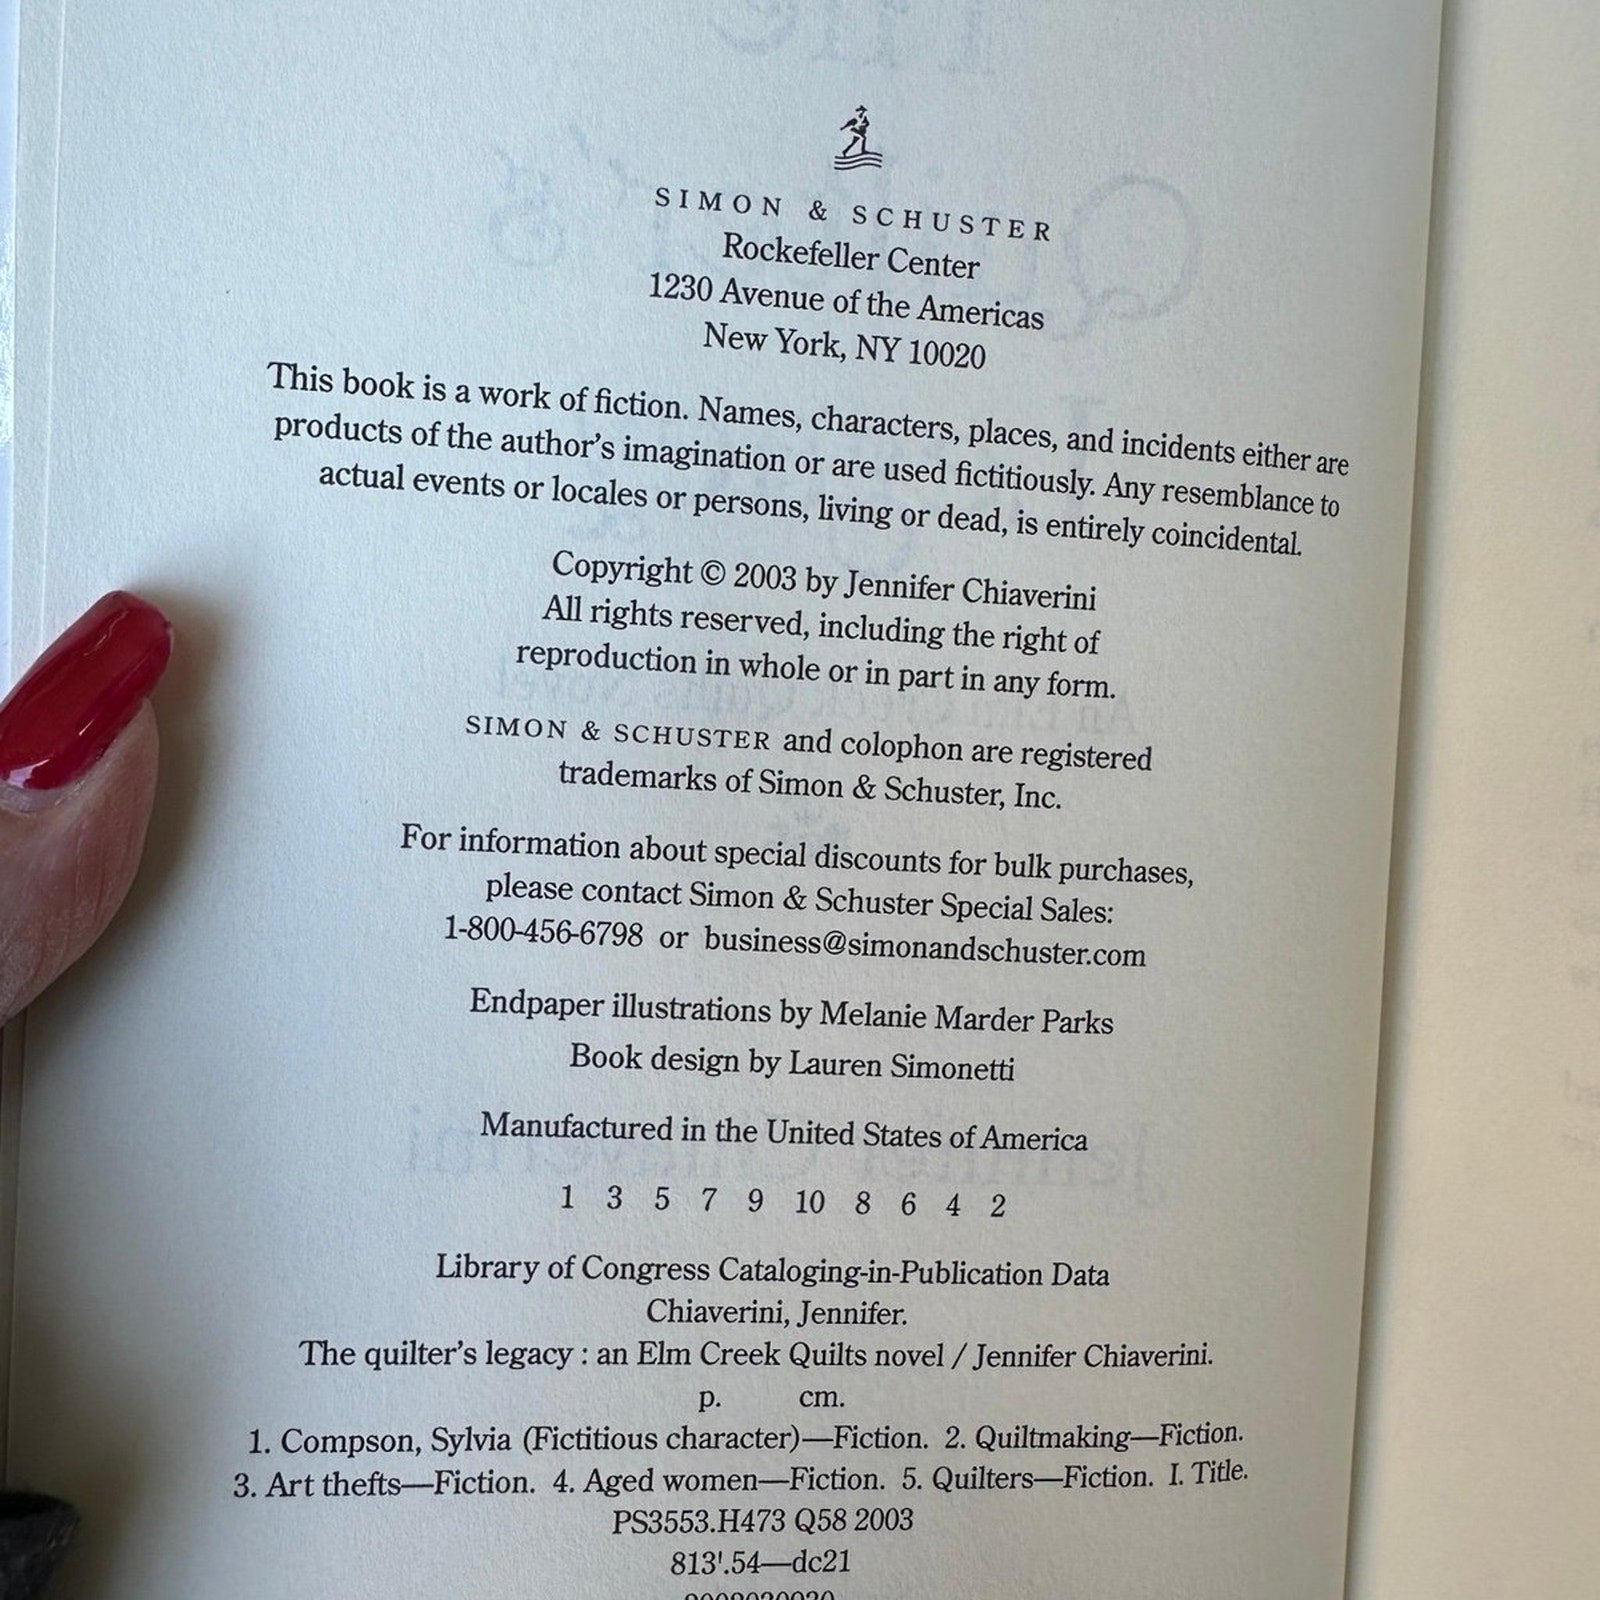 SIMON & SCHUSTER
Rockefeller Center
1230 Avenue of the Americas
New York, NY 10020
This book is a work of fiction. Names, characters, places, and incidents either are
products of the author's imagination or are used fictitiously. Any resemblance to
actual events or locales or persons, living or dead, is entirely coincidental.
Copyright © 2003 by Jennifer Chiaverini
All rights reserved, including the right of
reproduction in whole or in part in any form.
SIMON & SCHUSTER and colophon are registered
trademarks of Simon & Schuster, Inc.
For information about special discounts for bulk purchases,
please contact Simon & Schuster Special Sales:
1-800-456-6798 or business@simonandschuster.com
Endpaper illustrations by Melanie Marder Parks
Book design by Lauren Simonetti
Manufactured in the United States of America
1 3 5 7 9 10 8 6 4 2
Library of Congress Cataloging-in-Publication Data
Chiaverini, Jennifer.
The quilter's legacy : an Elm Creek Quilts novel / Jennifer Chiaverini.
p. cm.
1. Compson, Sylvia (Fictitious character)—Fiction. 2. Quiltmaking—Fiction.
3. Art thefts—Fiction. 4. Aged women—Fiction. 5. Quilters—Fiction. I. Title.
PS3553.H473 Q58 2003
813'.54—dc21